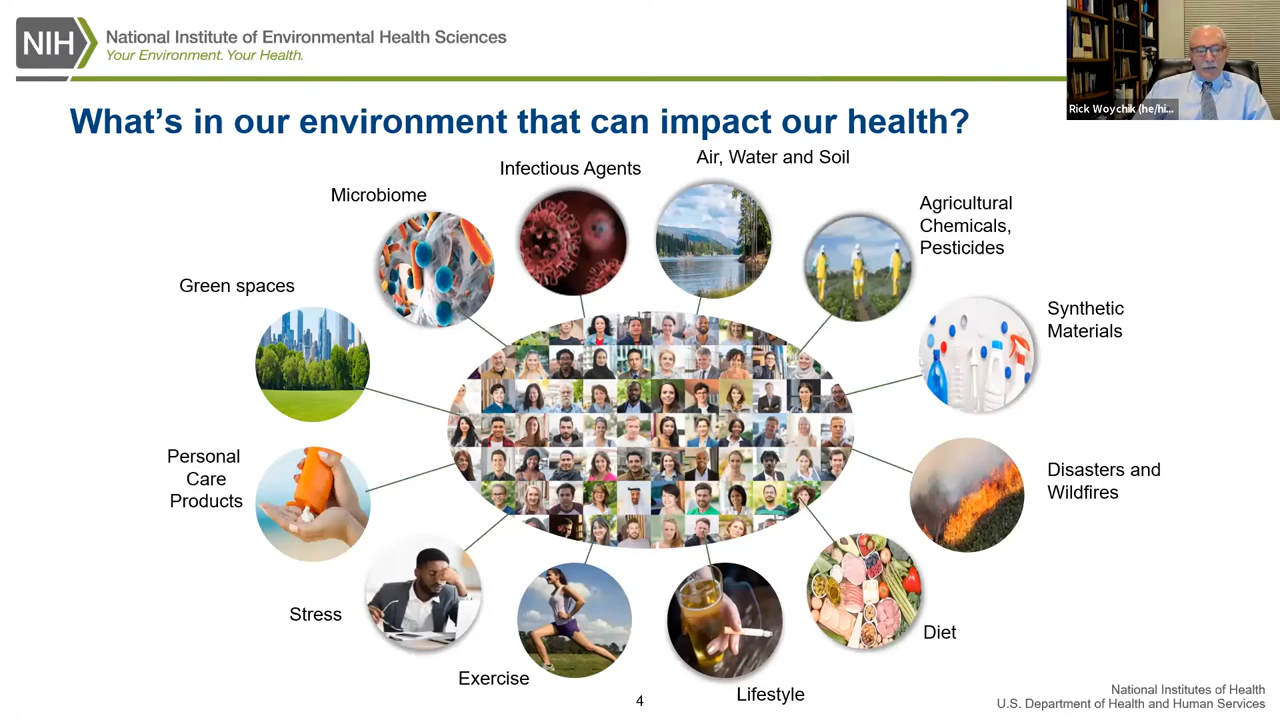 NIH
National Institute of Environmental Health Sciences
Your Environment. Your Health.
Rick Woychik (he/hi...
What's in our environment that can impact our health?
Infectious Agents
Air, Water and Soil
Microbiome
Agricultural
Chemicals,
Pesticides
Green spaces
Synthetic
Materials
Personal
Care
Products
Disasters and
Wildfires
Stress
Diet
Exercise
Lifestyle
4
National Institutes of Health
U.S. Department of Health and Human Services